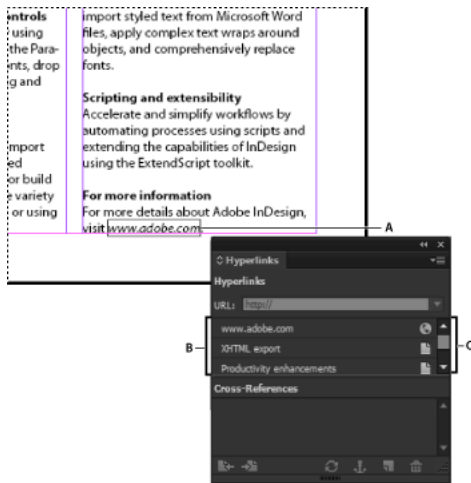 ntrols
using
the Para-
nts, drop
g and
mport
ed
or build
variety
or using
import styled text from Microsoft Word
files, apply complex text wraps around
objects, and comprehensively replace
fonts.
Scripting and extensibility
Accelerate and simplify workflows by
automating processes using scripts and
extending the capabilities of InDesign
using the ExtendScript toolkit.
For more information
For more details about Adobe InDesign,
visit www.adobe.com.
A
Hyperlinks
Hyperlinks
URL: http://
www.adobe.com
XHTML export
Productivity enhancements
B
C
Cross-References